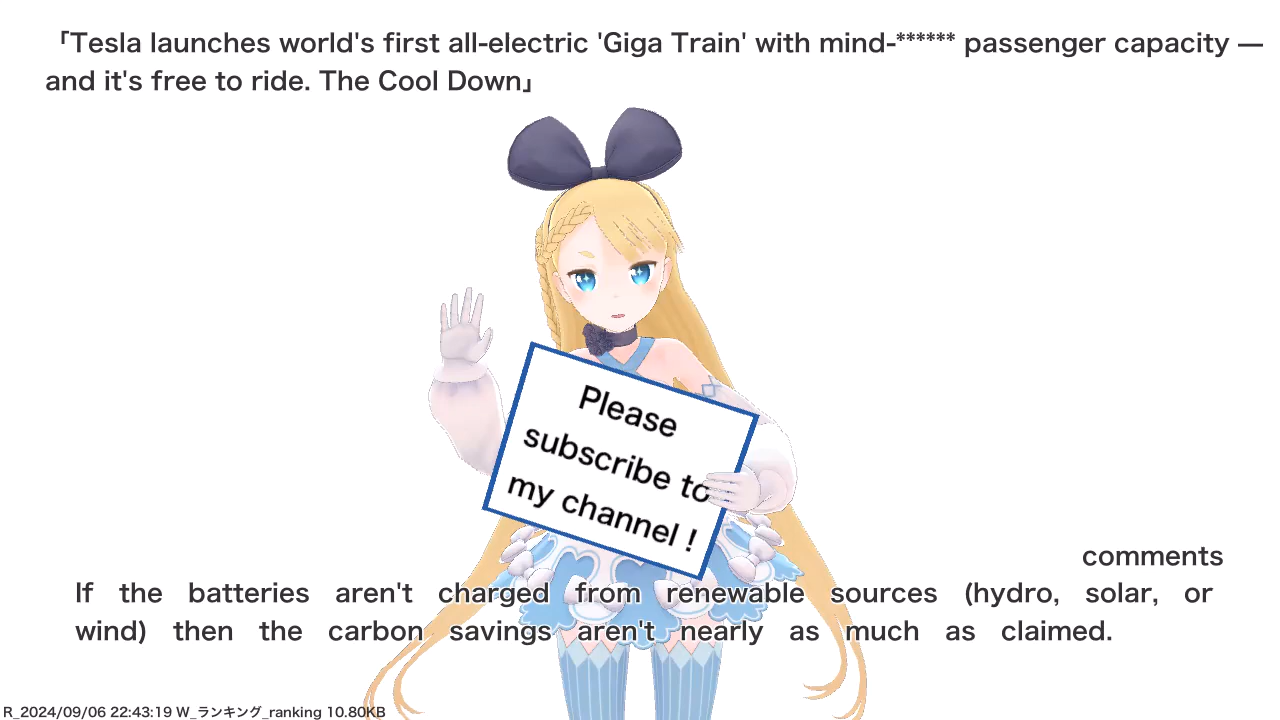 「Tesla launches world's first all-electric 'Giga Train' with mind-****** passenger capacity —
and it's free to ride. The Cool Down」
Please
subscribe to
my channel !
comments
If the batteries aren't charged from renewable sources (hydro, solar, or
wind) then the carbon savings aren't nearly as much as claimed.
R_2024/09/06 22:43:19 W_ランキング_ranking 10.80KB